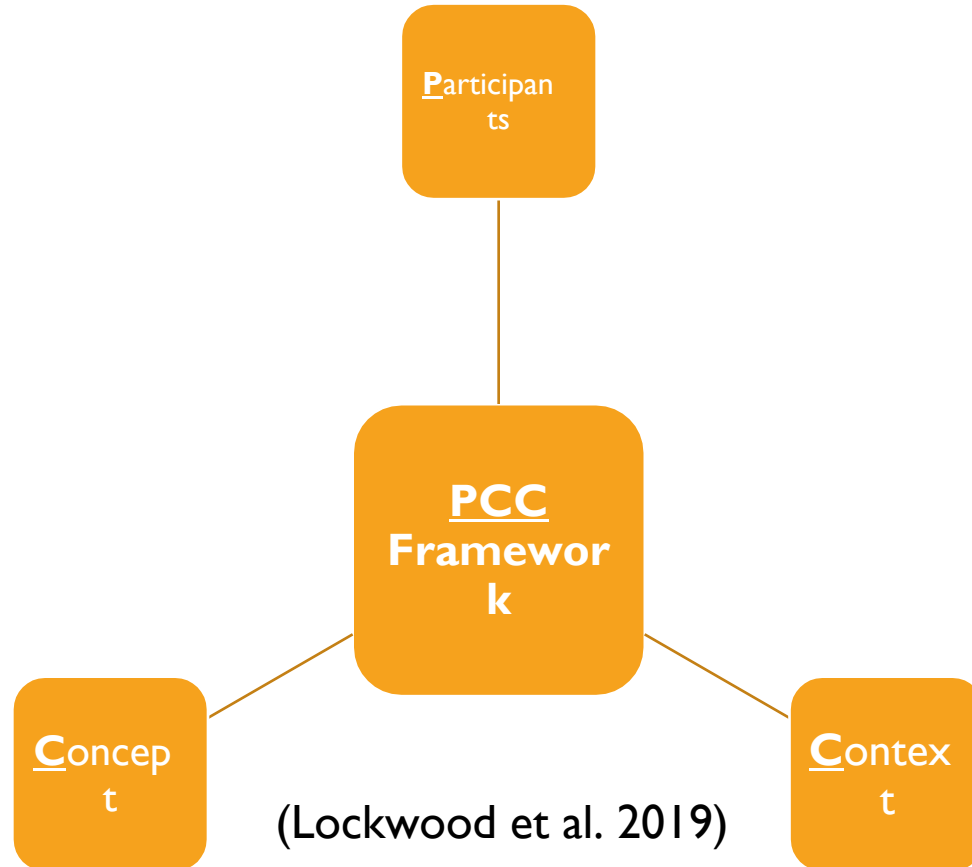 Participan
ts
PCC
Framewor
k
Concep
t
Contex
t
(Lockwood et al. 2019)